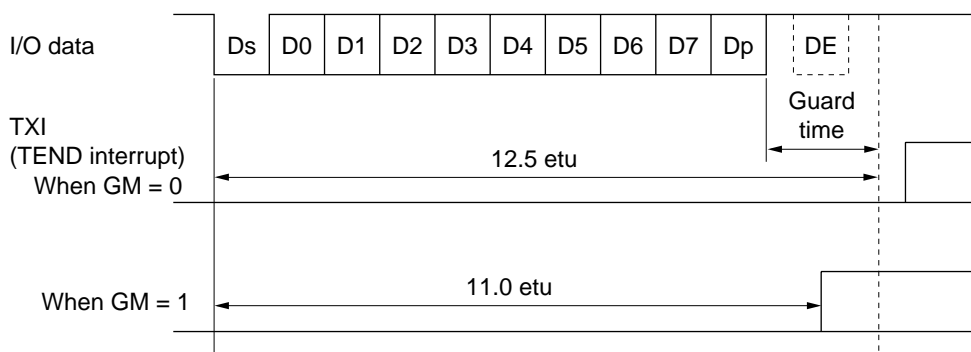 I/O data
Ds D0 D1 D2 D3 D4 D5 D6 D7 Dp DE
Guard
time
TXI
(TEND interrupt)
12.5 etu
When GM = 0
11.0 etu
When GM = 1